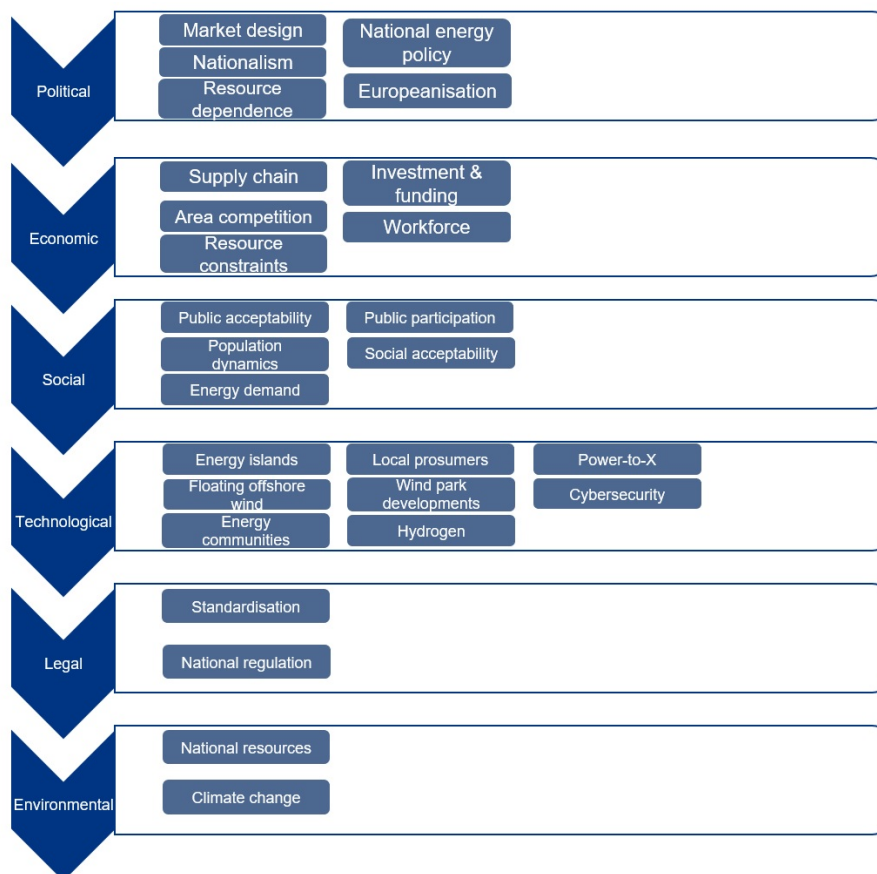 Political
Market design
Nationalism
Resource
dependence
National energy
policy
Europeanisation
Economic
Supply chain
Area competition
Resource
constraints
Investment &
funding
Workforce
Social
Public acceptability
Population
dynamics
Energy demand
Public participation
Social acceptability
Technological
Energy islands
Floating offshore
wind
Energy
communities
Local prosumers
Wind park
developments
Hydrogen
Power-to-X
Cybersecurity
Legal
Standardisation
National regulation
Environmental
National resources
Climate change